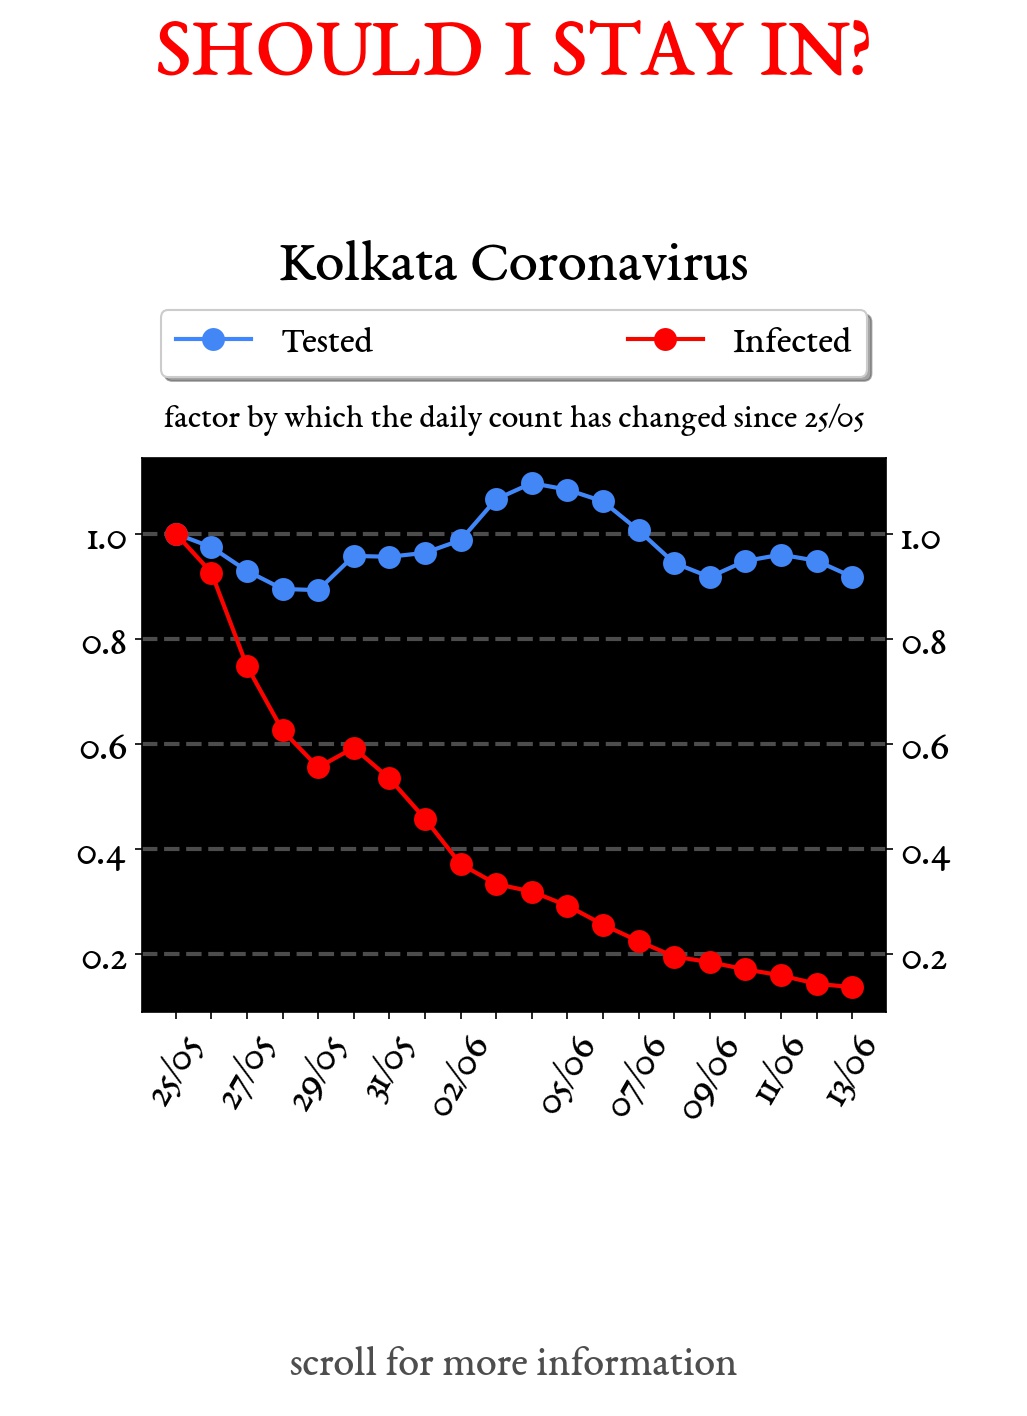 SHOULD I STAY IN?
Kolkata Coronavirus
Tested Infected
factor by which the daily count has changed since 25/05
1.0 1.0
0.8 0.8
0.6 0.6
0.4 0.4
0.2 0.2
25/05 27/05 29/05 31/05 02/06 05/06 07/06 09/06 11/06 13/06
scroll for more information